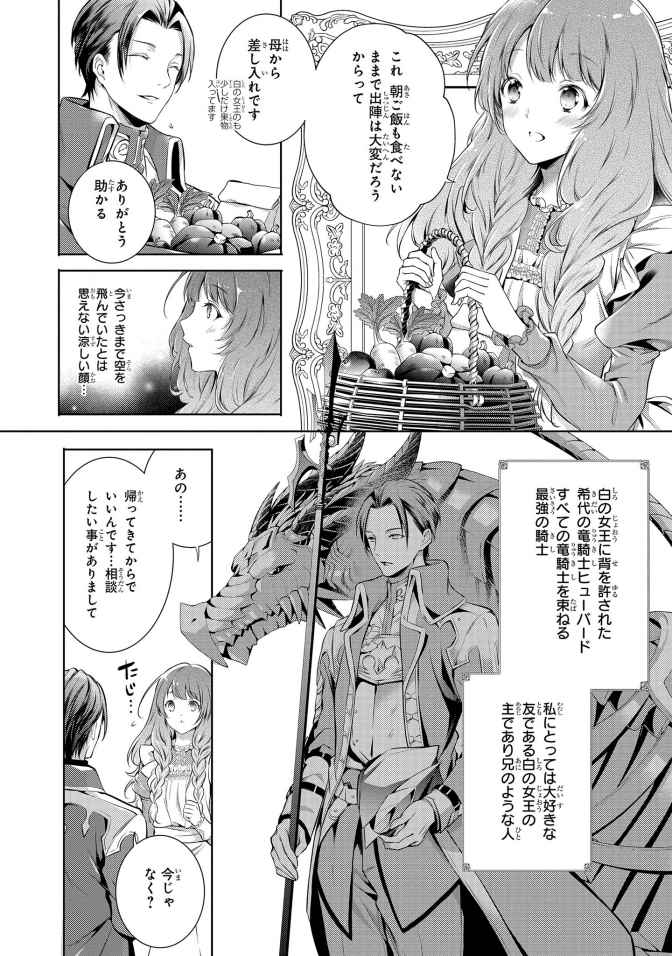 これ 朝ご飯も食べない
ままで出陣は大変だろう
からって
母から
差し入れです
白の女王のも
少しだけ果物
入ってます
ありがとう
助かる
今さっきまで空を
飛んでいたとは
思えない涼しい顔…
白の女王に背を許された
希代の竜騎士ヒューバード
すべての竜騎士を束ねる
最強の騎士
私にとっては大好きな
友である白の女王の
主であり兄のような人
あの……
帰ってきてからで
いいんです…相談
したい事がありまして
たじ…
今じゃ
なく?